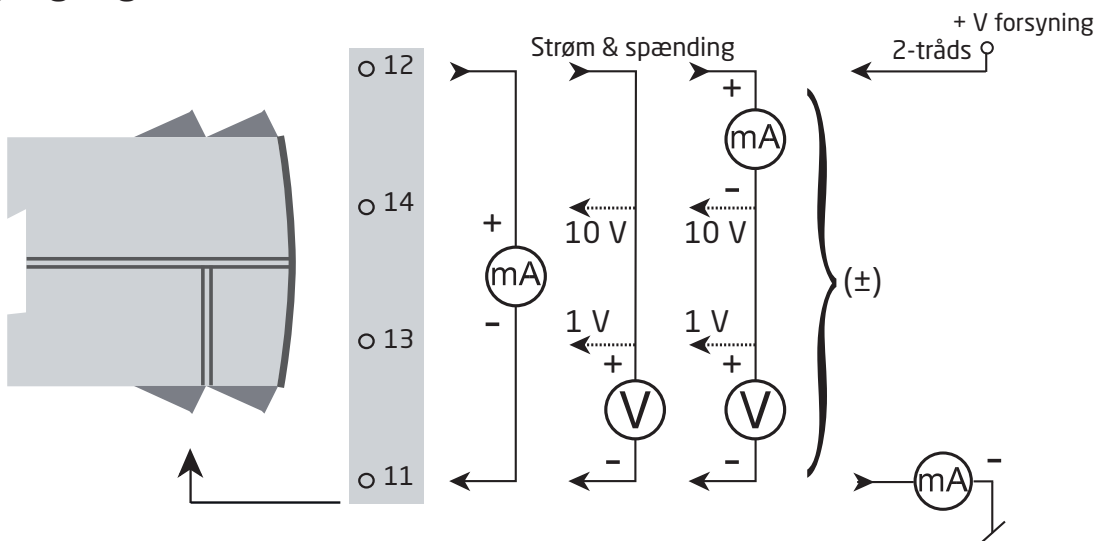 + V forsyning
Strøm & spænding
2-tråds
12
+
mA
-
14
10 V
10 V
+
mA
-
(±)
1 V
1 V
13
+
+
V
V
-
-
11
mA
-